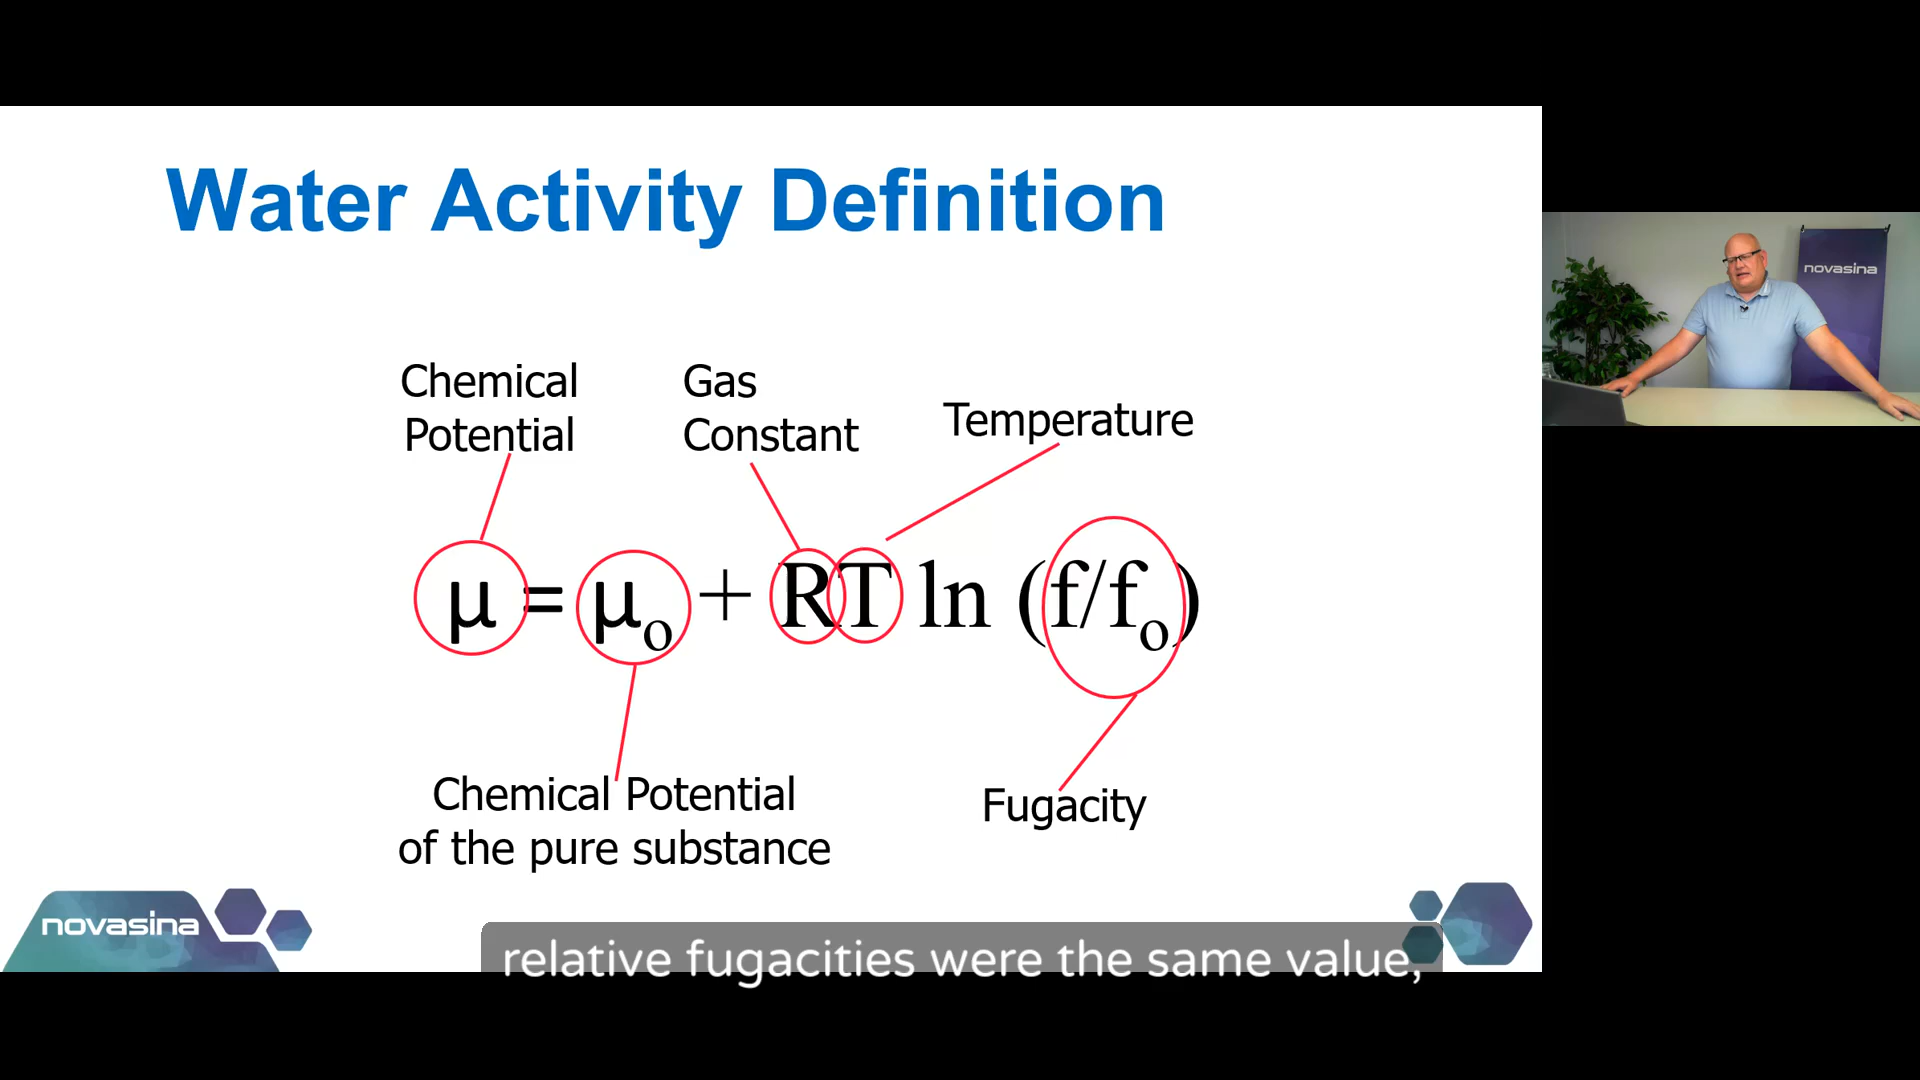 Water Activity Definition
Chemical
Potential
Gas
Constant
Temperature
μ = μo + RT ln (f/fo)
Chemical Potential
of the pure substance
Fugacity
novasina
relative fugacities were the same value,
novasina